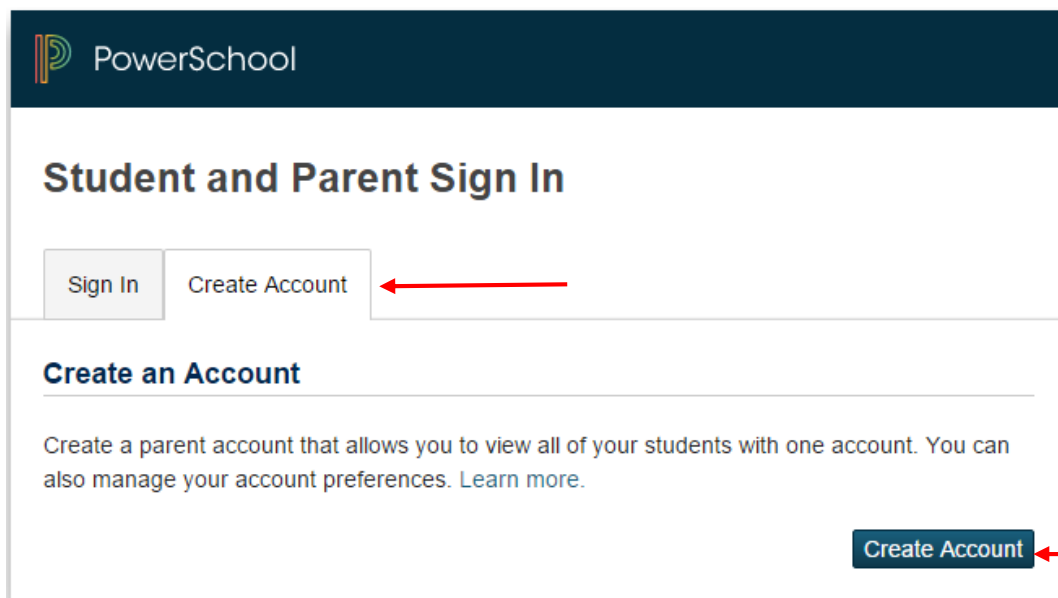 PowerSchool
Student and Parent Sign In
Sign In
Create Account
Create an Account
Create a parent account that allows you to view all of your students with one account. You can
also manage your account preferences. Learn more.
Create Account